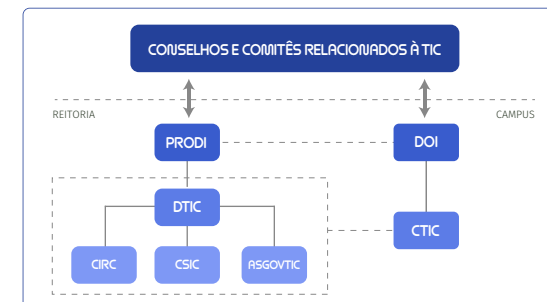 CONSELHOS E COMITÊS RELACIONADOS À TIC
REITORIA
CAMPUS
PRODI
DOI
DTIC
CTIC
CIRC
CSIC
ASGOVTIC